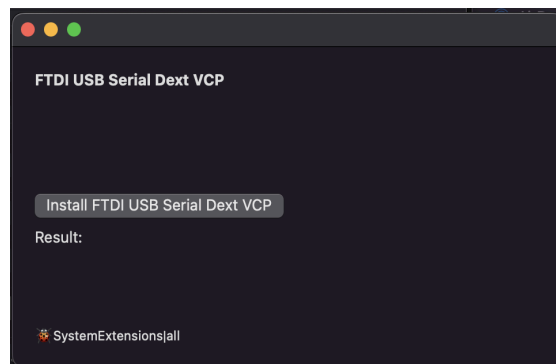 FTDI USB Serial Dext VCP
Install FTDI USB Serial Dext VCP
Result:
🐞SystemExtensions|all